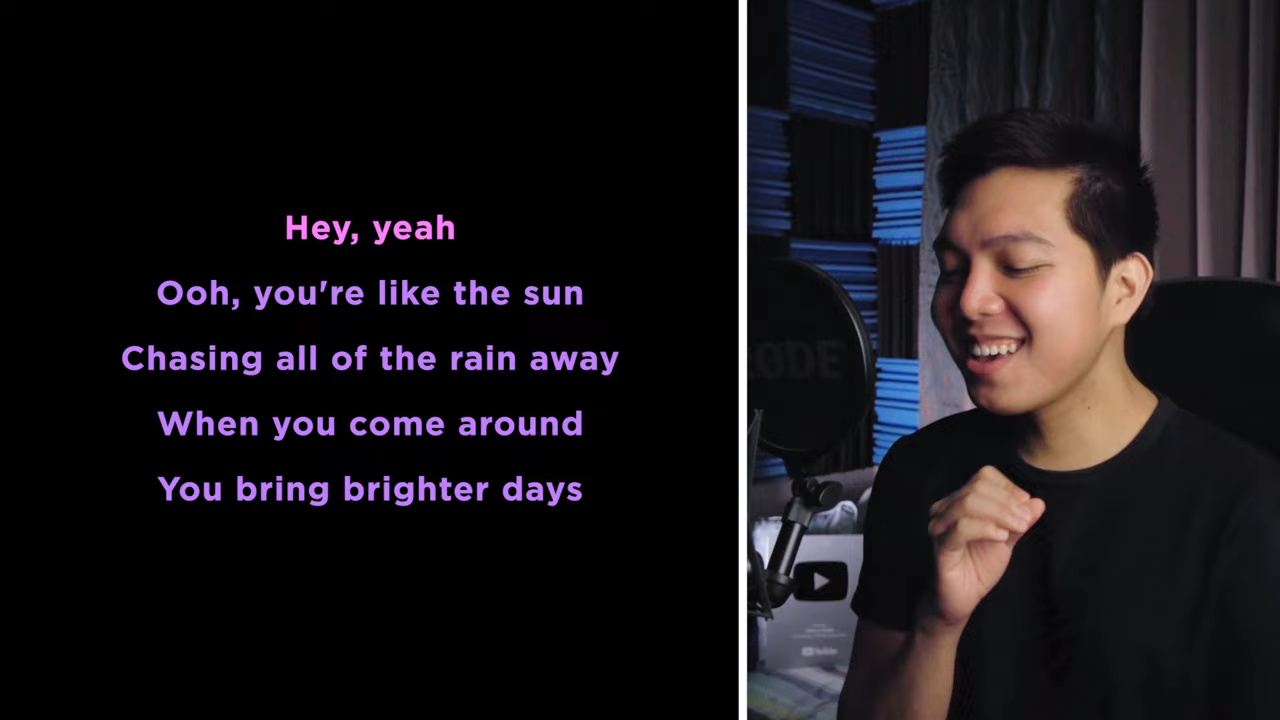 Hey, yeah
Ooh, you're like the sun
Chasing all of the rain away
When you come around
You bring brighter days
YouTube